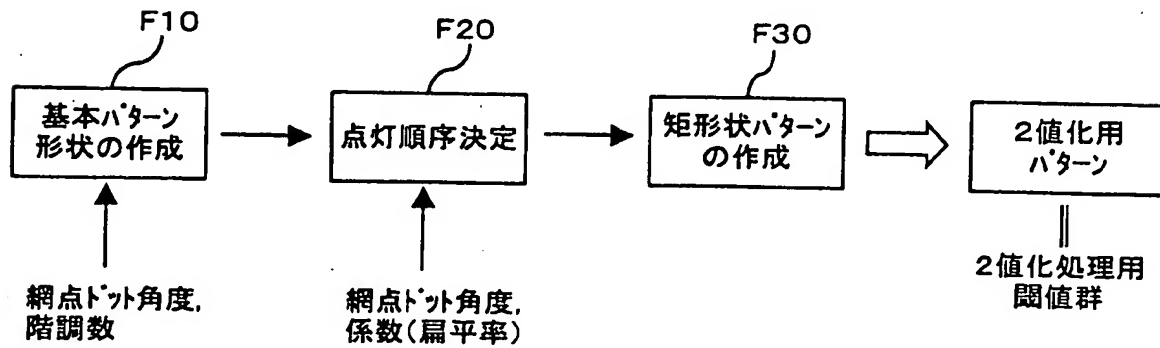 F10
F20
F30
基本パターン
形状の作成
点灯順序決定
矩形状パターン
の作成
2値化用
パターン
網点ドット角度,
階調数
網点ドット角度,
係数(扁平率)
2値化処理用
閾値群